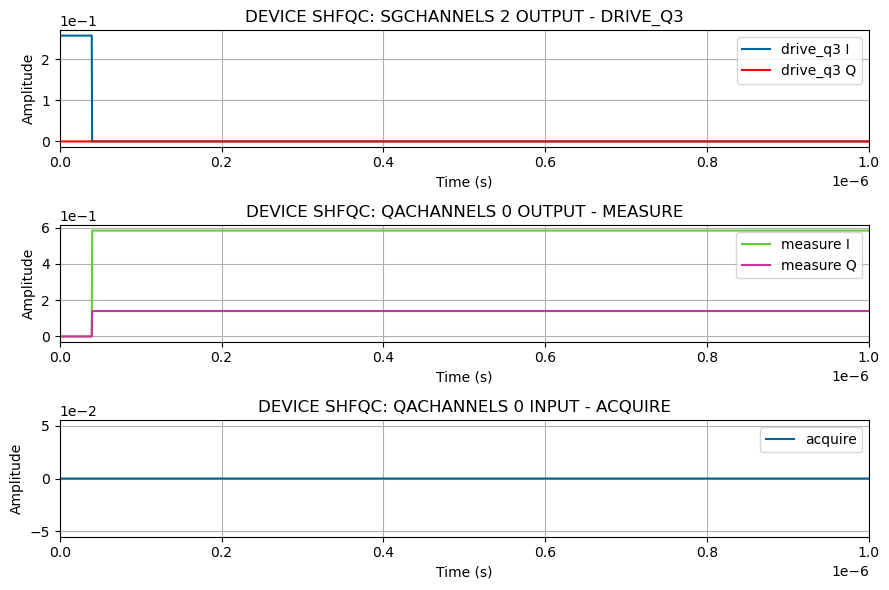 DEVICE SHFQC: SGCHANNELS 2 OUTPUT - DRIVE_Q3
1e−1
2
1
0
Amplitude
drive_q3 I
drive_q3 Q
0.0 0.2 0.4 0.6 0.8 1.0
Time (s)
1e−6
DEVICE SHFQC: QACHANNELS 0 OUTPUT - MEASURE
1e−1
6
4
2
0
Amplitude
measure I
measure Q
0.0 0.2 0.4 0.6 0.8 1.0
Time (s)
1e−6
DEVICE SHFQC: QACHANNELS 0 INPUT - ACQUIRE
1e−2
5
0
−5
Amplitude
acquire
0.0 0.2 0.4 0.6 0.8 1.0
Time (s)
1e−6